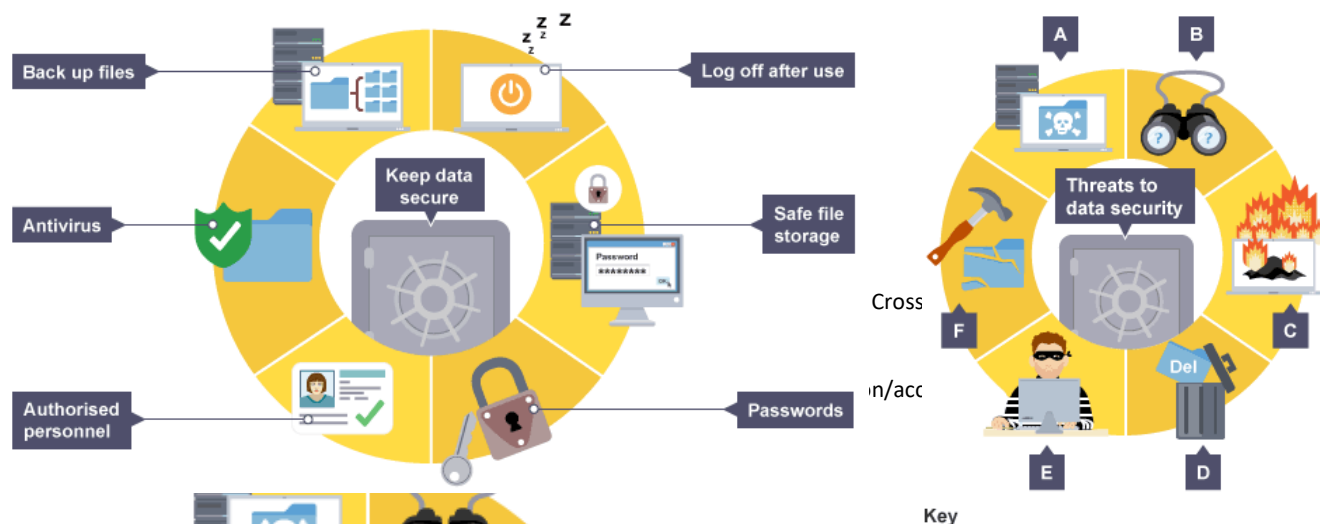 z z z
z
Back up files
Log off after use
Keep data
secure
Antivirus
Safe file
storage
Password
********
OK
Authorised
personnel
Passwords
A
B
? ?
Threats to
data security
Cross
F
C
Del
n/acc
E
D
Key